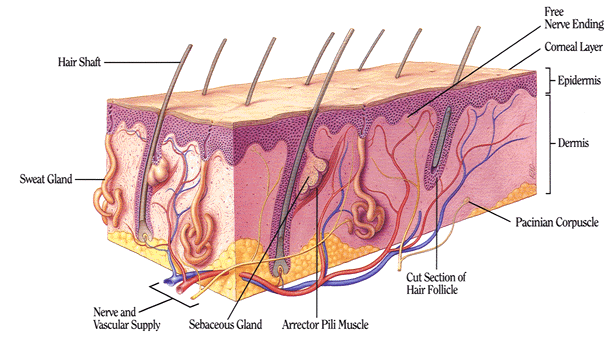 Free
Nerve Ending
Corneal Layer
Hair Shaft
Epidermis
Dermis
Sweat Gland
Pacinian Corpuscle
Cut Section of
Hair Follicle
Nerve and
Vascular Supply
Sebaceous Gland
Arrector Pili Muscle